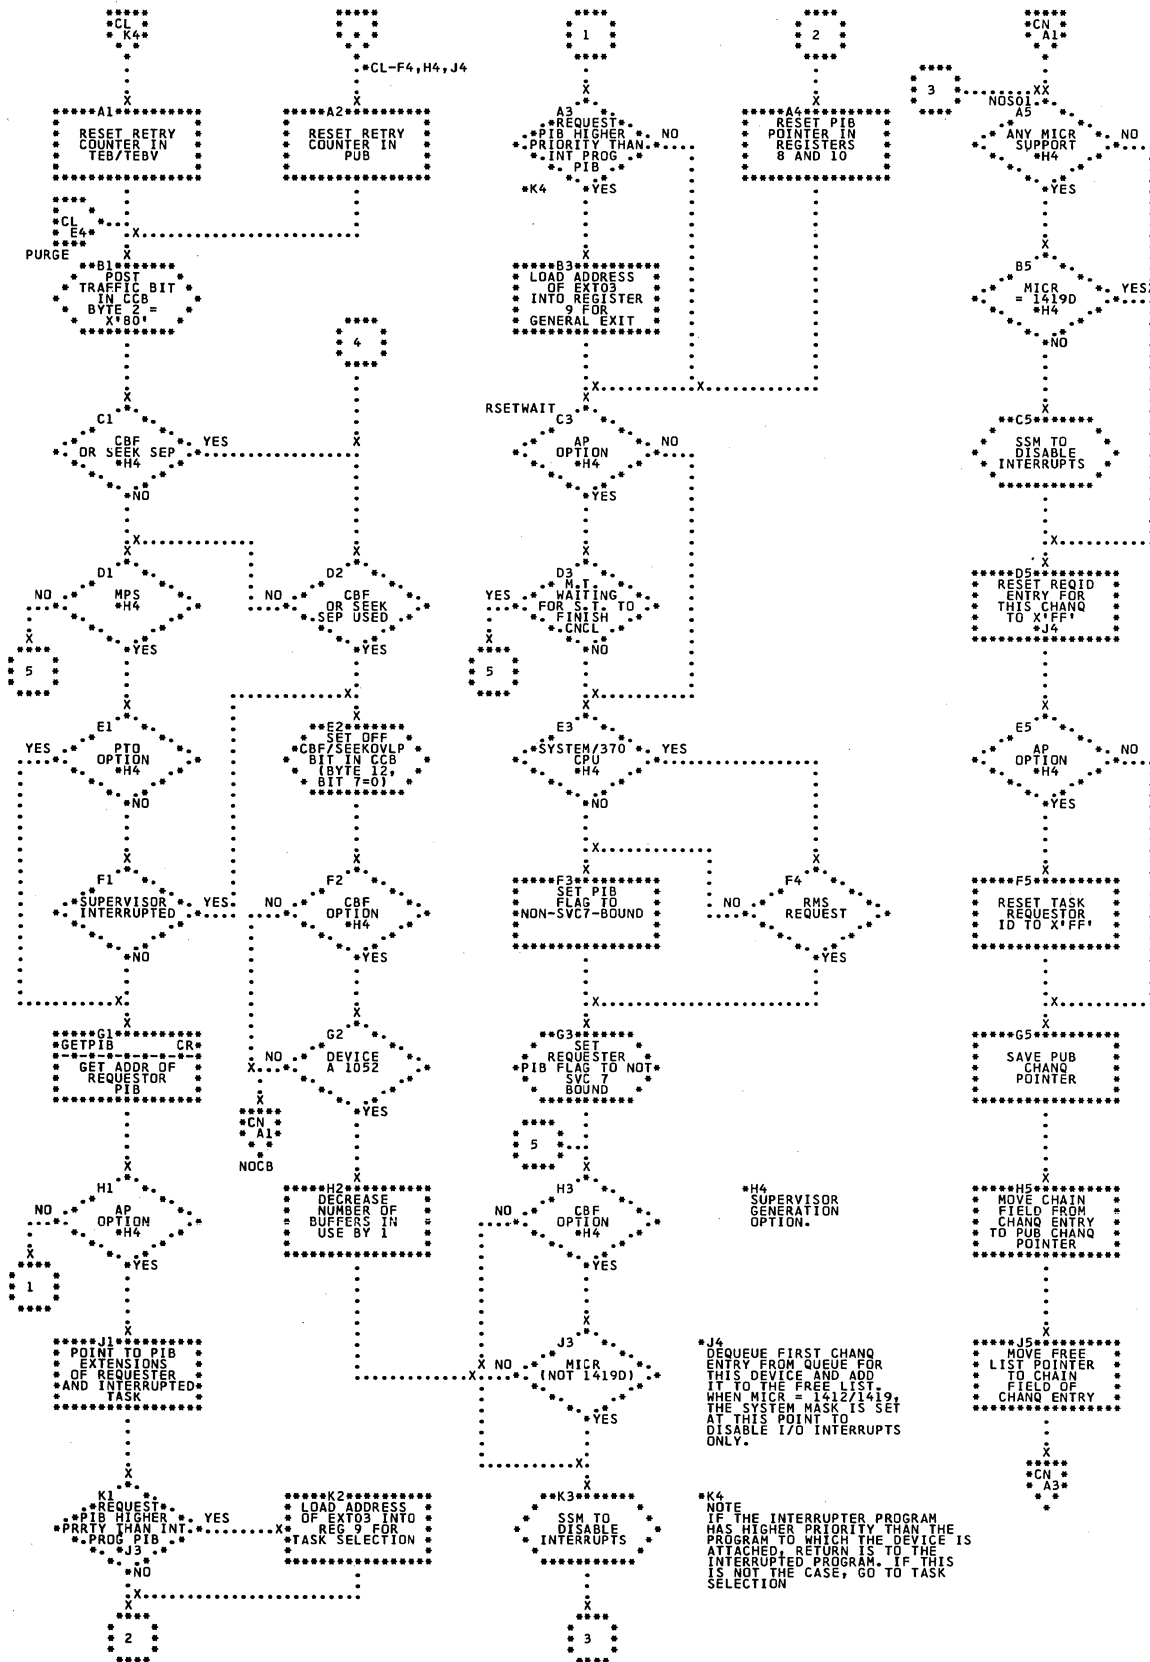 CL
K4
*CL-F4,H4,J4
1
2
CN
A1
3
NOSO1
A1
RESET RETRY
COUNTER IN
TEB/TEBV
A2
RESET RETRY
COUNTER IN
PUB
A3
REQUEST
PIB HIGHER
PRIORITY THAN
INT PROG
PIB
NO
*K4
YES
A4
RESET PIB
POINTER IN
REGISTERS
8 AND 10
A5
ANY MICR
SUPPORT
*H4
NO
YES
CL
E4
PURGE
B1
POST
TRAFFIC BIT
IN CCB
BYTE 2 =
X'80'
4
B3
LOAD ADDRESS
OF EXT03
INTO REGISTER
9 FOR
GENERAL EXIT
B5
MICR
= 1419D
*H4
YES
NO
C1
CBF
OR SEEK SEP
*H4
YES
NO
RSETWAIT
C3
AP
OPTION
*H4
NO
YES
C5
SSM TO
DISABLE
INTERRUPTS
D1
MPS
*H4
NO
YES
5
D2
CBF
OR SEEK
SEP USED
NO
YES
D3
M.T.
WAITING
FOR S.T. TO
FINISH
CNCL
YES
NO
5
D5
RESET REQID
ENTRY FOR
THIS CHANQ
TO X'FF'
*J4
E1
PTO
OPTION
*H4
YES
NO
E2
SET OFF
CBF/SEEKOVLP
BIT IN CCB
(BYTE 12,
BIT 7=0)
E3
SYSTEM/370
CPU
*H4
YES
NO
E5
AP
OPTION
*H4
NO
YES
F1
SUPERVISOR
INTERRUPTED
YES
NO
F2
CBF
OPTION
*H4
NO
YES
F3
SET PIB
FLAG TO
NON-SVC7-BOUND
F4
RMS
REQUEST
NO
YES
F5
RESET TASK
REQUESTOR
ID TO X'FF'
G1
GETPIB CR
GET ADDR OF
REQUESTOR
PIB
G2
DEVICE
A 1052
NO
YES
CN
A1
NOCB
G3
SET
REQUESTER
PIB FLAG TO NOT
SVC 7
BOUND
5
G5
SAVE PUB
CHANQ
POINTER
H1
AP
OPTION
*H4
NO
YES
1
H2
DECREASE
NUMBER OF
BUFFERS IN
USE BY 1
H3
CBF
OPTION
*H4
NO
YES
*H4
SUPERVISOR
GENERATION
OPTION.
H5
MOVE CHAIN
FIELD FROM
CHANQ ENTRY
TO PUB CHANQ
POINTER
J1
POINT TO PIB
EXTENSIONS
OF REQUESTER
AND INTERRUPTED
TASK
J3
MICR
(NOT 1419D)
NO
YES
*J4
DEQUEUE FIRST CHANQ
ENTRY FROM QUEUE FOR
THIS DEVICE AND ADD
IT TO THE FREE LIST.
WHEN MICR = 1412/1419,
THE SYSTEM MASK IS SET
AT THIS POINT TO
DISABLE I/O INTERRUPTS
ONLY.
J5
MOVE FREE
LIST POINTER
TO CHAIN
FIELD OF
CHANQ ENTRY
CN
A3
K1
REQUEST
PIB HIGHER
PRRTY THAN INT
PROG PIB
*J3
YES
NO
K2
LOAD ADDRESS
OF EXT03 INTO
REG 9 FOR
TASK SELECTION
K3
SSM TO
DISABLE
INTERRUPTS
*K4
NOTE
IF THE INTERRUPTER PROGRAM
HAS HIGHER PRIORITY THAN THE
PROGRAM TO WHICH THE DEVICE IS
ATTACHED, RETURN IS TO THE
INTERRUPTED PROGRAM. IF THIS
IS NOT THE CASE, GO TO TASK
SELECTION
2
3